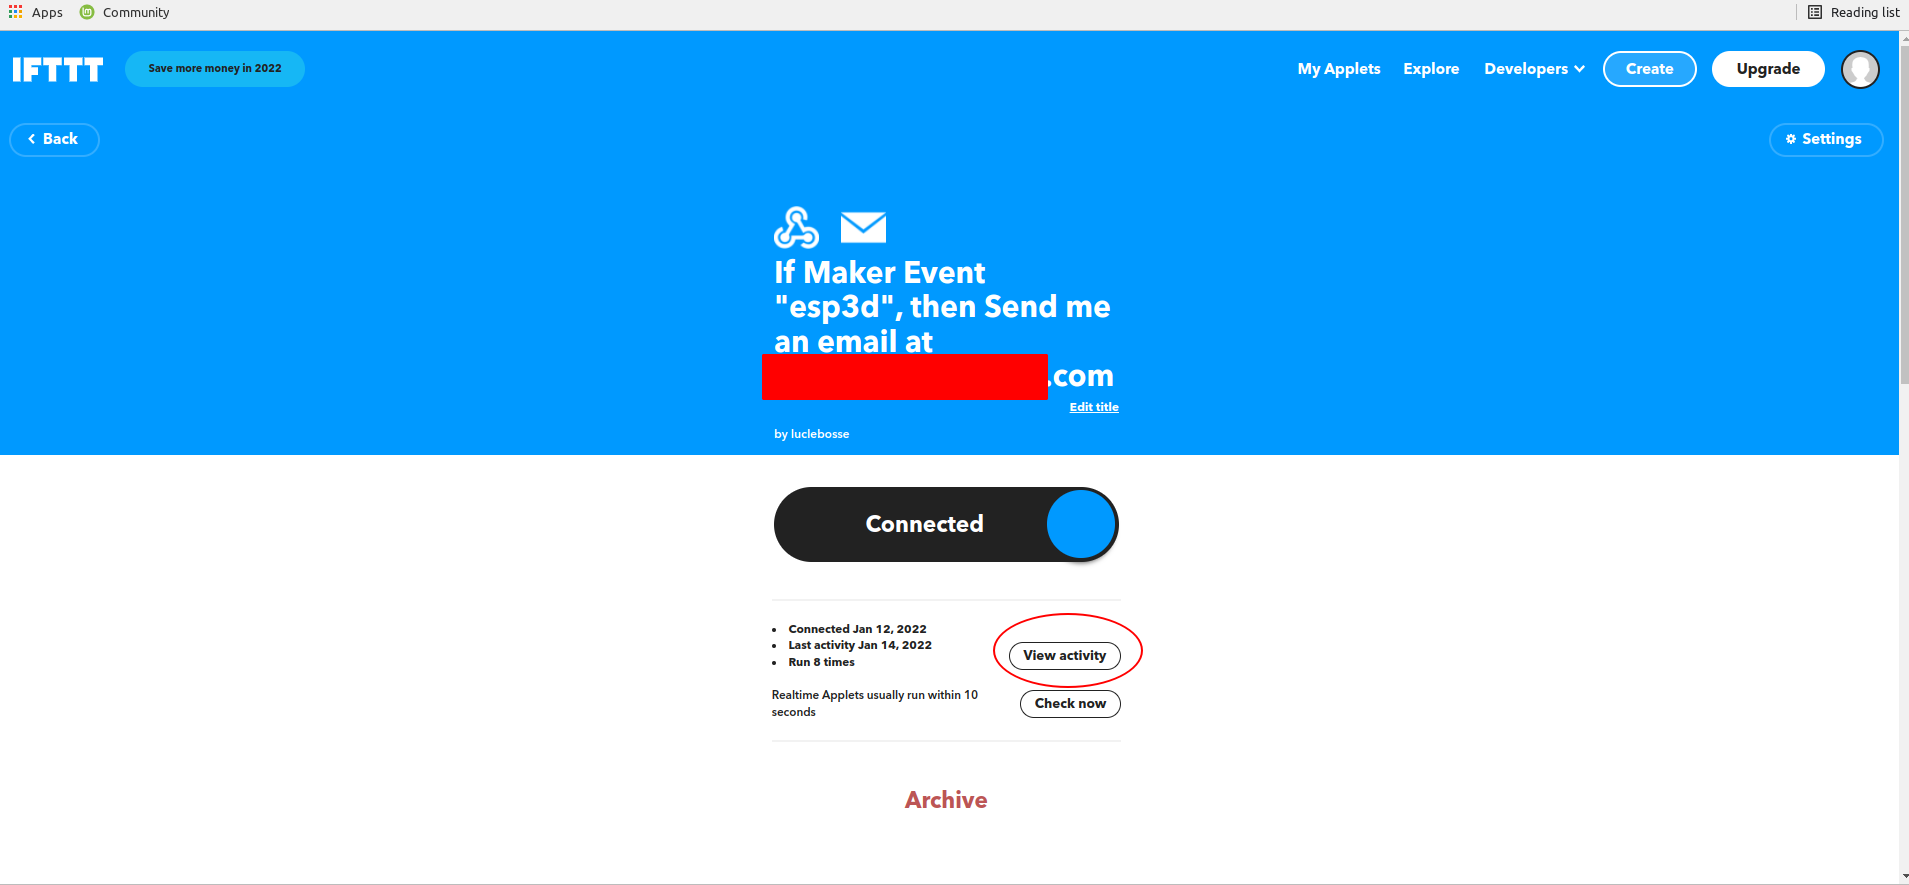 Apps Community Reading list
IFTTT Save more money in 2022 My Applets Explore Developers Create Upgrade
Back Settings
If Maker Event
"esp3d", then Send me
an email at
.com
Edit title
by luclebosse
Connected
• Connected Jan 12, 2022
• Last activity Jan 14, 2022
• Run 8 times
View activity
Realtime Applets usually run within 10
seconds
Check now
Archive